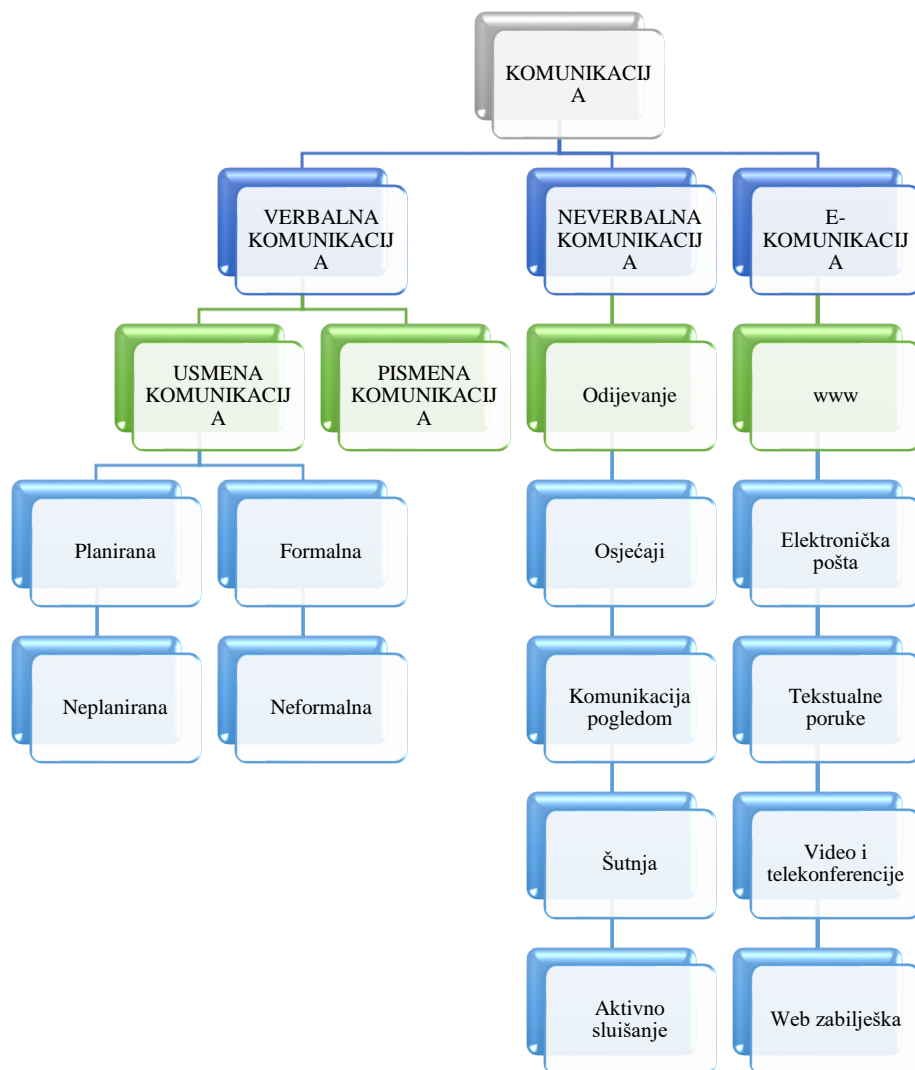 KOMUNIKACIJ
A
VERBALNA
KOMUNIKACIJ
A
NEVERBALNA
KOMUNIKACIJ
A
E-
KOMUNIKACIJ
A
USMENA
KOMUNIKACIJ
A
PISMENA
KOMUNIKACIJ
A
Odijevanje
www
Planirana
Formalna
Osjećaji
Elektronička
pošta
Neplanirana
Neformalna
Komunikacija
pogledom
Tekstualne
poruke
Šutnja
Video i
telekonferencije
Aktivno
sluišanje
Web zabilješka